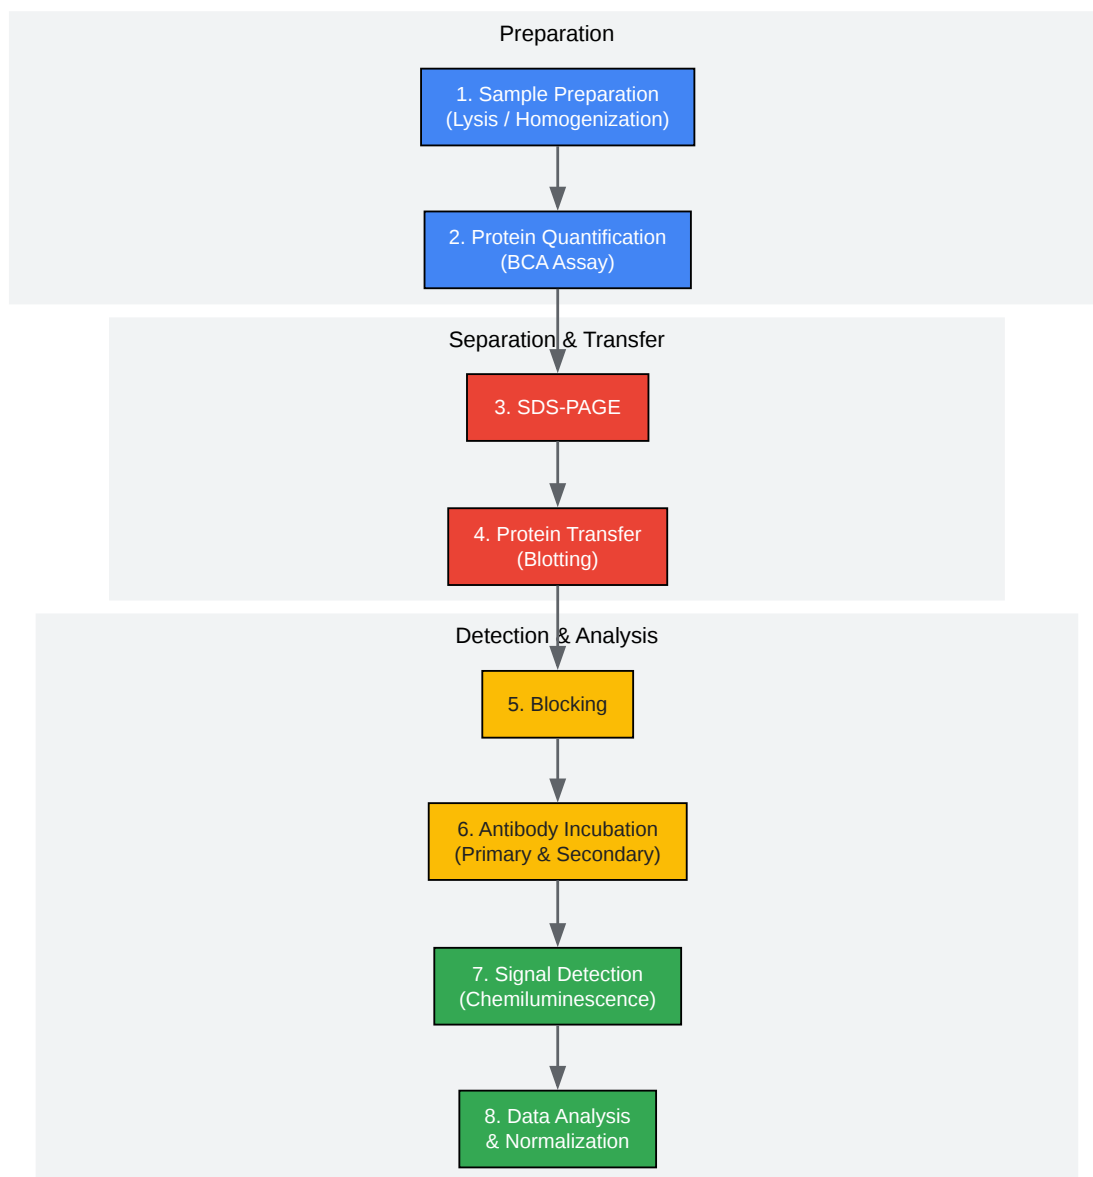 Preparation
1. Sample Preparation
(Lysis / Homogenization)
2. Protein Quantification
(BCA Assay)
Separation & Transfer
3. SDS-PAGE
4. Protein Transfer
(Blotting)
Detection & Analysis
5. Blocking
6. Antibody Incubation
(Primary & Secondary)
7. Signal Detection
(Chemiluminescence)
8. Data Analysis
& Normalization